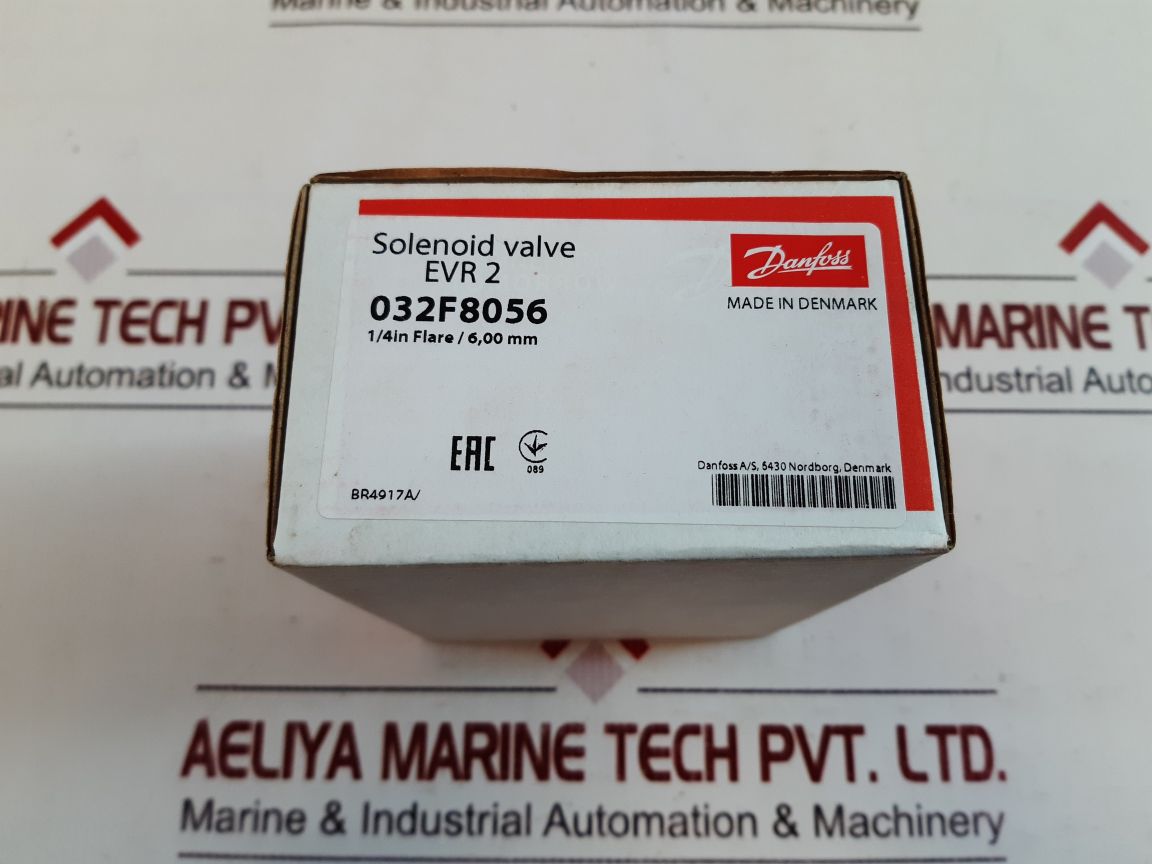 Marine & Industrial Automation & Machinery
Solenoid valve
EVR 2
032F8056
1/4in Flare / 6,00 mm
Danfoss
MADE IN DENMARK
EAC
089
BR4917A/
Danfoss A/S, 6430 Nordborg, Denmark
RINE TECH PV
al Automation & M
MARINE T
ndustrial Auto
AELIYA MARINE TECH PVT. LTD.
Marine & Industrial Automation & Machinery